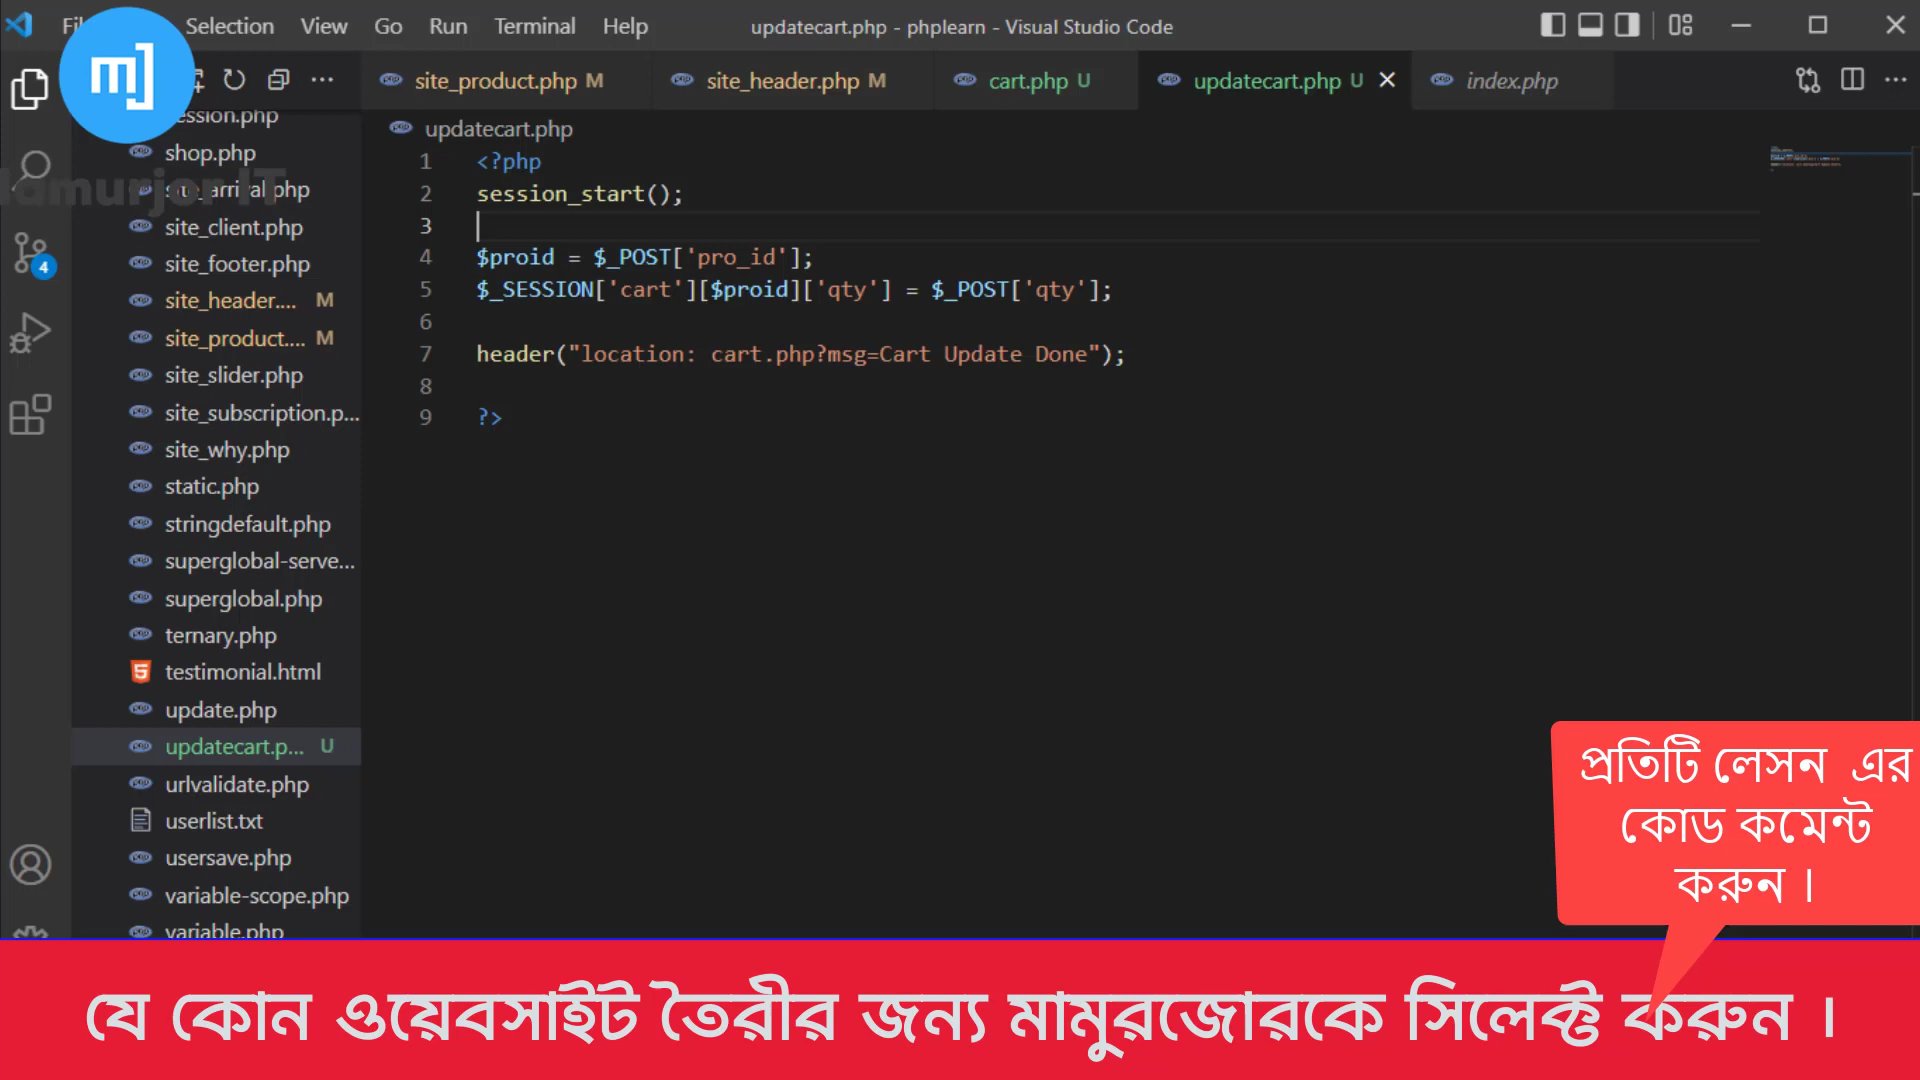 Selection View Go Run Terminal Help updatecart.php - phplearn - Visual Studio Code
mj
site_product.php M site_header.php M cart.php U updatecart.php U index.php
updatecart.php
shop.php
site_arrival.php
site_client.php
site_footer.php
site_header.... M
site_product.... M
site_slider.php
site_subscription.p...
site_why.php
static.php
stringdefault.php
superglobal-serve...
superglobal.php
ternary.php
testimonial.html
update.php
updatecart.p... U
urlvalidate.php
userlist.txt
usersave.php
variable-scope.php
variable.php
4
1 <?php
2 session_start();
3
4 $proid = $_POST['pro_id'];
5 $_SESSION['cart'][$proid]['qty'] = $_POST['qty'];
6
7 header("location: cart.php?msg=Cart Update Done");
8
9 ?>
প্রতিটি লেসন এর
কোড কমেন্ট
করুন ।
যে কোন ওয়েবসাইট তৈরীর জন্য মামুরজোরকে সিলেক্ট করুন ।